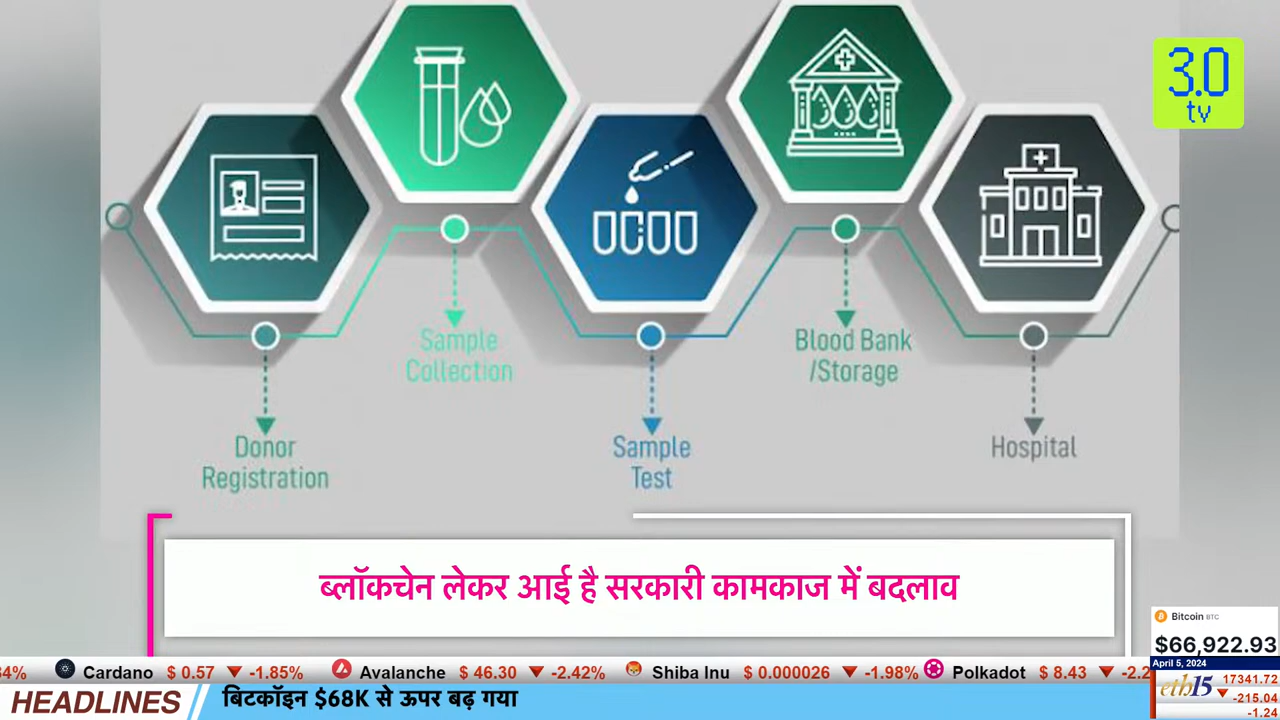 3.0
tv
Sample
Collection
Blood Bank
/Storage
Donor
Registration
Sample
Test
Hospital
ब्लॉकचेन लेकर आई है सरकारी कामकाज में बदलाव
Bitcoin BTC
$66,922.93
April 5, 2024
34% Cardano $ 0.57 -1.85% Avalanche $ 46.30 -2.42% Shiba Inu $ 0.000026 -1.98% Polkadot $ 8.43 -2.2
eth15 17341.72
-215.04
-1.24
HEADLINES बिटकॉइन $68K से ऊपर बढ़ गया